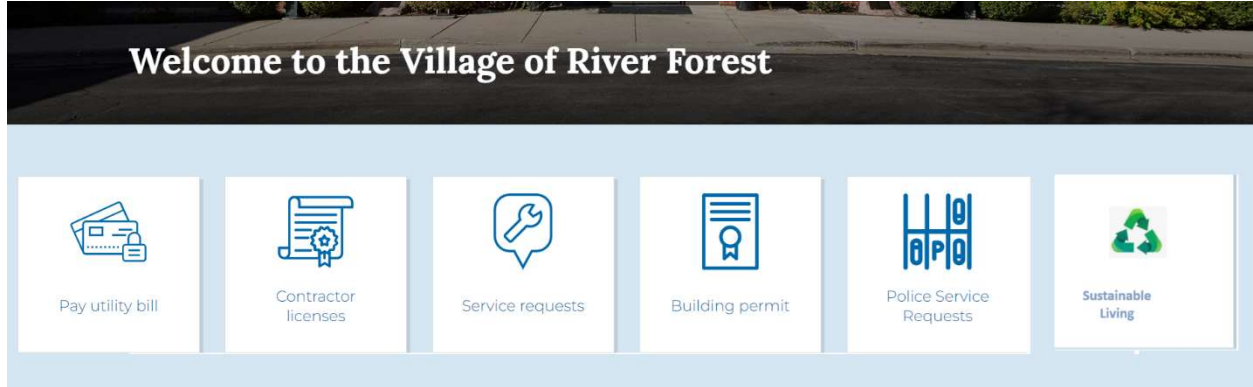 Welcome to the Village of River Forest
Pay utility bill
Contractor
licenses
Service requests
Building permit
P
Police Service
Requests
Sustainable
Living